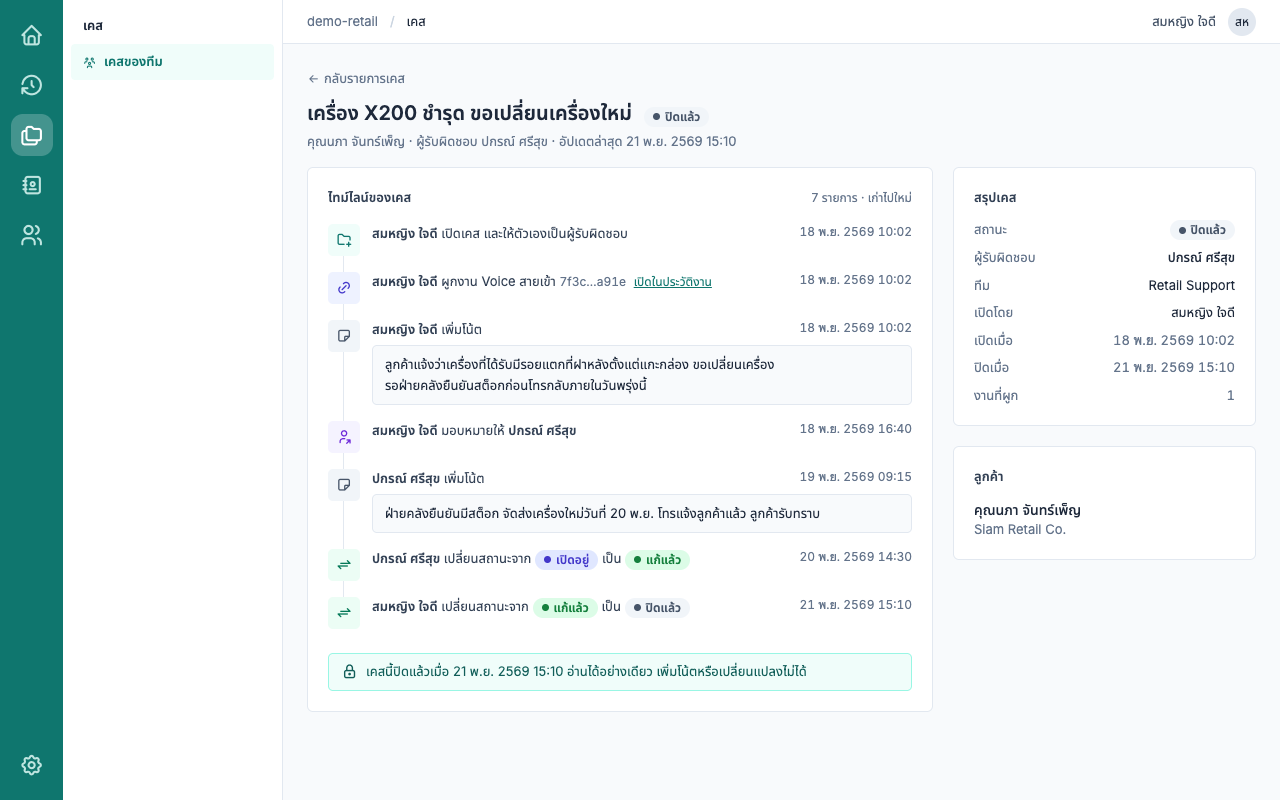 เคส
เคสของทีม
demo-retail / เคส
สมหญิง ใจดี สห
← กลับรายการเคส
เครื่อง X200 ชำรุด ขอเปลี่ยนเครื่องใหม่ ปิดแล้ว
คุณนภา จันทร์เพ็ญ · ผู้รับผิดชอบ ปกรณ์ ศรีสุข · อัปเดตล่าสุด 21 พ.ย. 2569 15:10
ไทม์ไลน์ของเคส 7 รายการ · เก่าไปใหม่
สมหญิง ใจดี เปิดเคส และให้ตัวเองเป็นผู้รับผิดชอบ 18 พ.ย. 2569 10:02
สมหญิง ใจดี ผูกงาน Voice สายเข้า 7f3c…a91e เปิดในประวัติงาน 18 พ.ย. 2569 10:02
สมหญิง ใจดี เพิ่มโน้ต 18 พ.ย. 2569 10:02
ลูกค้าแจ้งว่าเครื่องที่ได้รับมีรอยแตกที่ฝาหลังตั้งแต่แกะกล่อง ขอเปลี่ยนเครื่อง
รอฝ่ายคลังยืนยันสต็อกก่อนโทรกลับภายในวันพรุ่งนี้
สมหญิง ใจดี มอบหมายให้ ปกรณ์ ศรีสุข 18 พ.ย. 2569 16:40
ปกรณ์ ศรีสุข เพิ่มโน้ต 19 พ.ย. 2569 09:15
ฝ่ายคลังยืนยันมีสต็อก จัดส่งเครื่องใหม่วันที่ 20 พ.ย. โทรแจ้งลูกค้าแล้ว ลูกค้ารับทราบ
ปกรณ์ ศรีสุข เปลี่ยนสถานะจาก เปิดอยู่ เป็น แก้แล้ว 20 พ.ย. 2569 14:30
สมหญิง ใจดี เปลี่ยนสถานะจาก แก้แล้ว เป็น ปิดแล้ว 21 พ.ย. 2569 15:10
เคสนี้ปิดแล้วเมื่อ 21 พ.ย. 2569 15:10 อ่านได้อย่างเดียว เพิ่มโน้ตหรือเปลี่ยนแปลงไม่ได้
สรุปเคส
สถานะ ปิดแล้ว
ผู้รับผิดชอบ ปกรณ์ ศรีสุข
ทีม Retail Support
เปิดโดย สมหญิง ใจดี
เปิดเมื่อ 18 พ.ย. 2569 10:02
ปิดเมื่อ 21 พ.ย. 2569 15:10
งานที่ผูก 1
ลูกค้า
คุณนภา จันทร์เพ็ญ
Siam Retail Co.